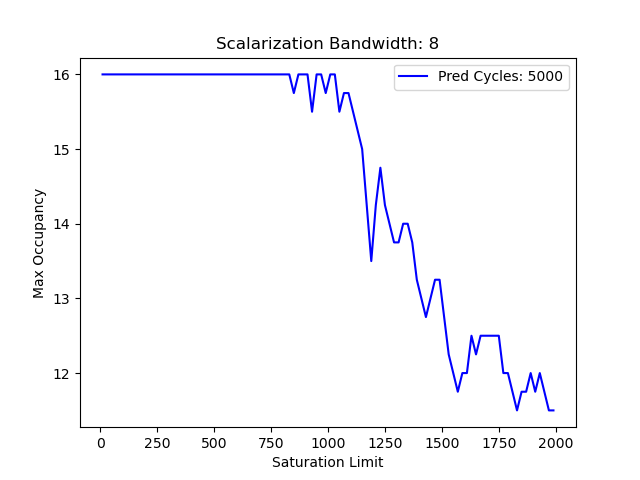 Scalarization Bandwidth: 8
Pred Cycles: 5000
16
15
14
13
12
Max Occupancy
0 250 500 750 1000 1250 1500 1750 2000
Saturation Limit